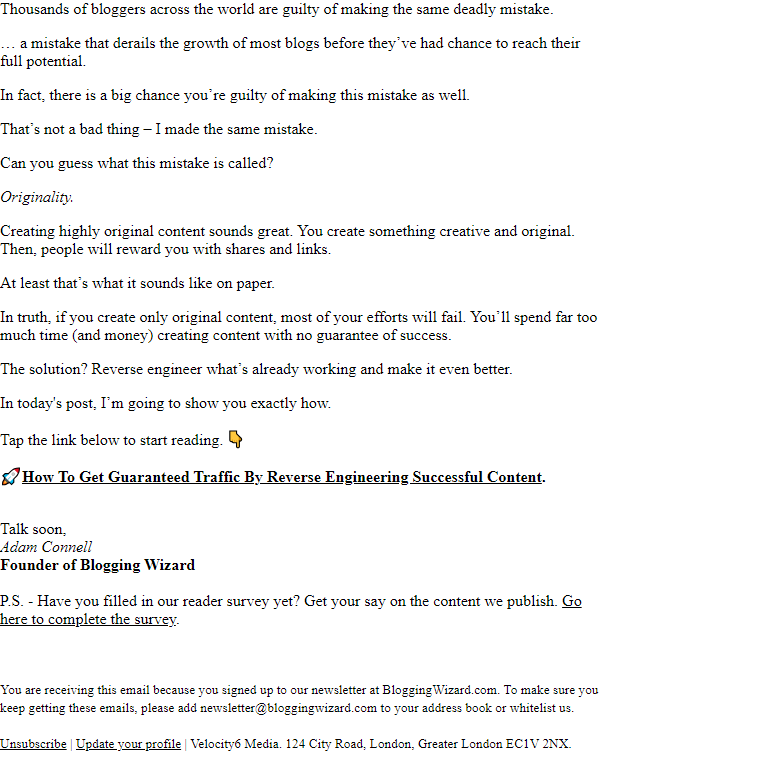 Thousands of bloggers across the world are guilty of making the same deadly mistake.
… a mistake that derails the growth of most blogs before they’ve had chance to reach their
full potential.
In fact, there is a big chance you’re guilty of making this mistake as well.
That’s not a bad thing – I made the same mistake.
Can you guess what this mistake is called?
Originality.
Creating highly original content sounds great. You create something creative and original.
Then, people will reward you with shares and links.
At least that’s what it sounds like on paper.
In truth, if you create only original content, most of your efforts will fail. You’ll spend far too
much time (and money) creating content with no guarantee of success.
The solution? Reverse engineer what’s already working and make it even better.
In today's post, I’m going to show you exactly how.
Tap the link below to start reading. 👇
🚀How To Get Guaranteed Traffic By Reverse Engineering Successful Content.
Talk soon,
Adam Connell
Founder of Blogging Wizard
P.S. - Have you filled in our reader survey yet? Get your say on the content we publish. Go
here to complete the survey.
You are receiving this email because you signed up to our newsletter at BloggingWizard.com. To make sure you
keep getting these emails, please add newsletter@bloggingwizard.com to your address book or whitelist us.
Unsubscribe | Update your profile | Velocity6 Media. 124 City Road, London, Greater London EC1V 2NX.